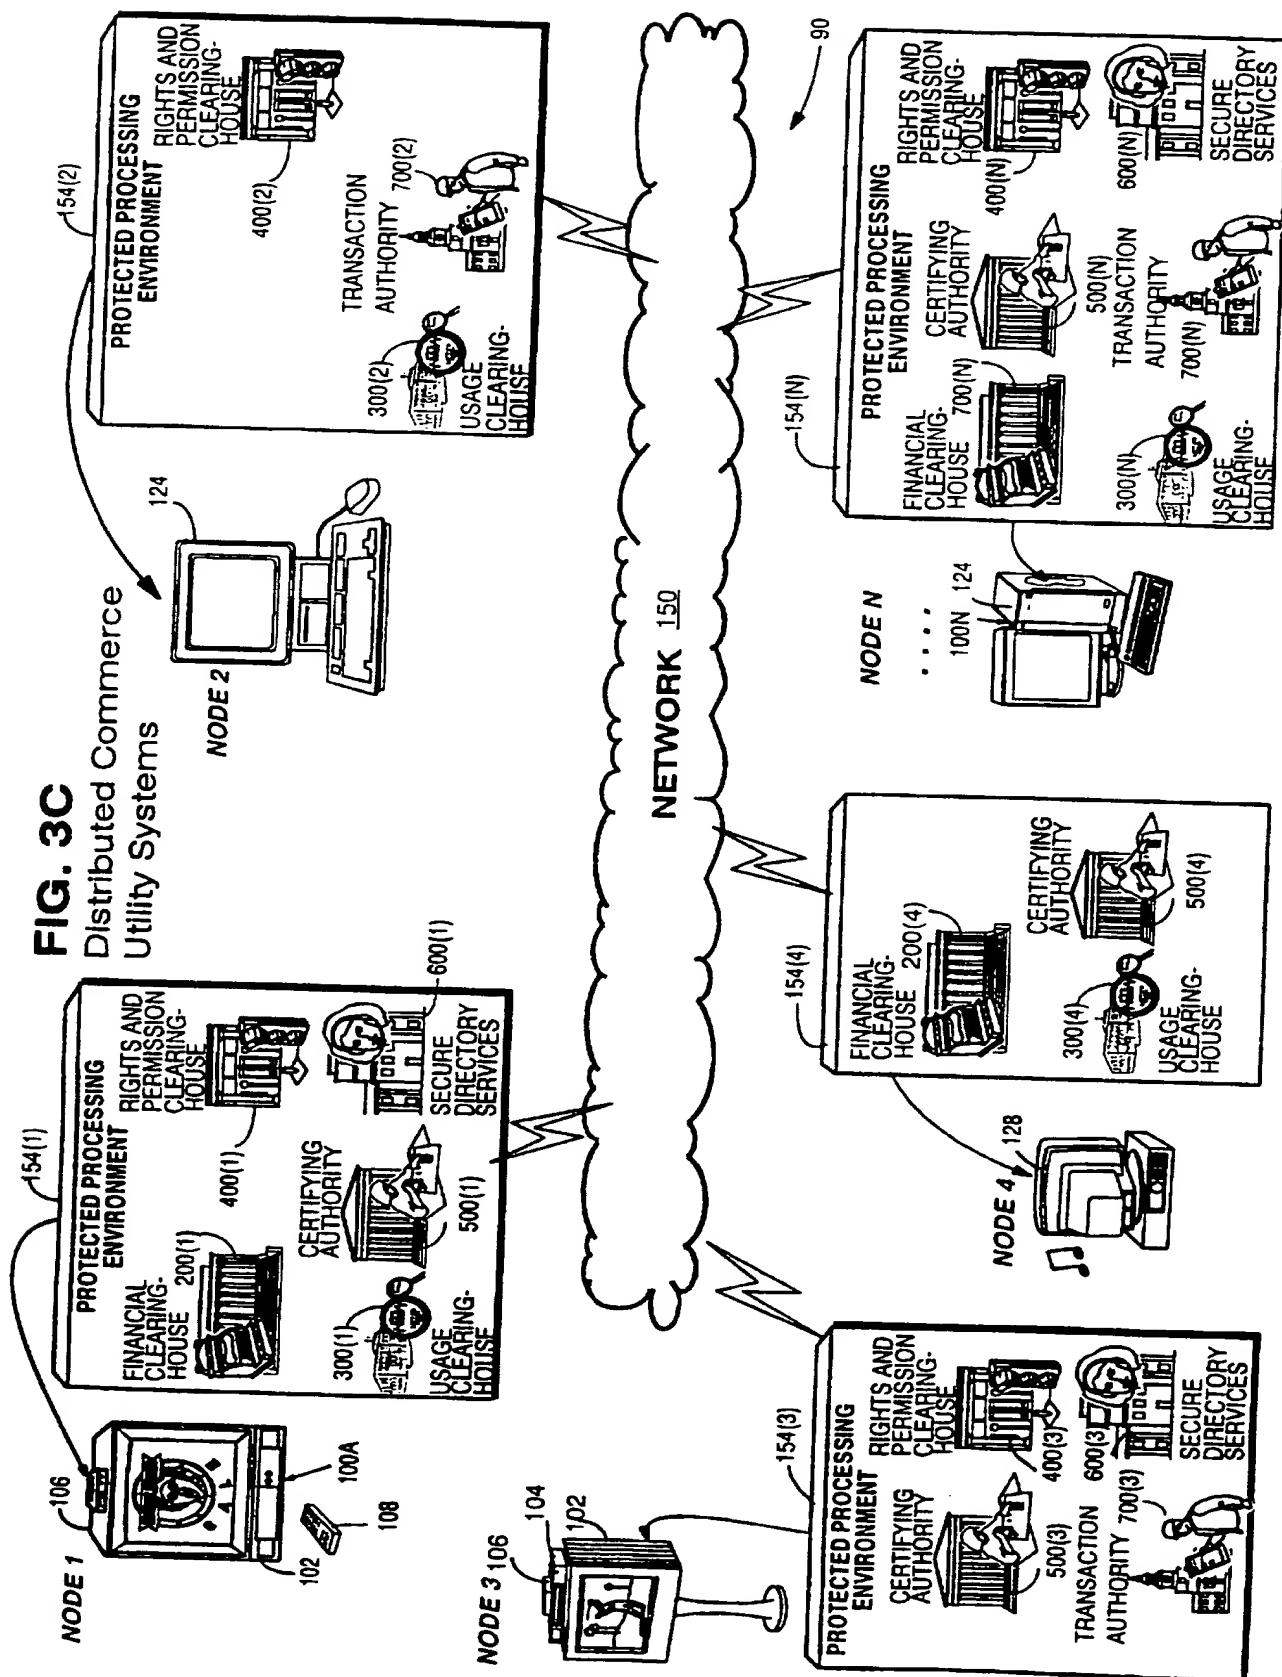 FIG. 3C
Distributed Commerce
Utility Systems
NODE 1
106
102
108
100A
154(1)
PROTECTED PROCESSING
ENVIRONMENT
FINANCIAL
CLEARING-
HOUSE
200(1)
RIGHTS AND
PERMISSION
CLEARING-
HOUSE
400(1)
CERTIFYING
AUTHORITY
500(1)
300(1)
USAGE
CLEARING-
HOUSE
600(1)
SECURE
DIRECTORY
SERVICES
NODE 2
124
154(2)
PROTECTED PROCESSING
ENVIRONMENT
RIGHTS AND
PERMISSION
CLEARING-
HOUSE
400(2)
TRANSACTION
AUTHORITY
700(2)
300(2)
USAGE
CLEARING-
HOUSE
NETWORK 150
90
NODE 3
104
106
102
154(3)
PROTECTED PROCESSING
ENVIRONMENT
CERTIFYING
AUTHORITY
500(3)
RIGHTS AND
PERMISSION
CLEARING-
HOUSE
400(3)
600(3)
SECURE
DIRECTORY
SERVICES
TRANSACTION
AUTHORITY
700(3)
NODE 4
128
154(4)
FINANCIAL
CLEARING-
HOUSE
200(4)
CERTIFYING
AUTHORITY
500(4)
300(4)
USAGE
CLEARING-
HOUSE
NODE N
. . . .
100N
124
154(N)
PROTECTED PROCESSING
ENVIRONMENT
FINANCIAL
CLEARING-
HOUSE
700(N)
CERTIFYING
AUTHORITY
500(N)
RIGHTS AND
PERMISSION
CLEARING-
HOUSE
400(N)
600(N)
SECURE
DIRECTORY
SERVICES
TRANSACTION
AUTHORITY
700(N)
300(N)
USAGE
CLEARING-
HOUSE